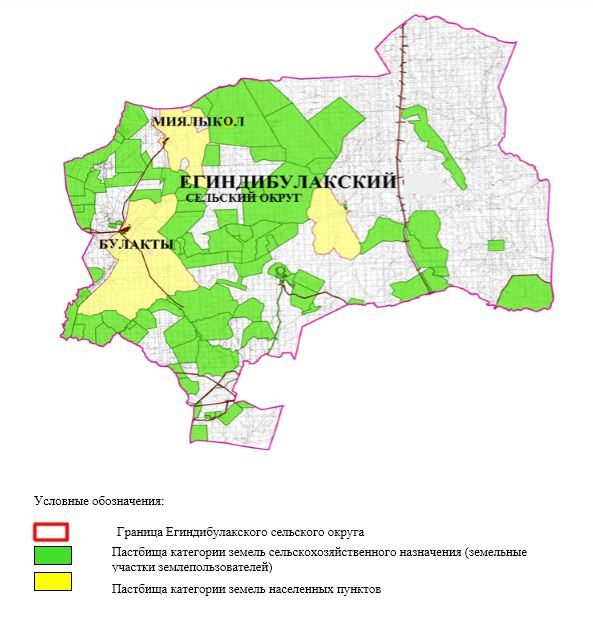 МИЯЛЫКОЛ
ЕГИНДИБУЛАКСКИЙ
СЕЛЬСКИЙ ОКРУГ
БУЛАКТЫ
Условные обозначения:
Граница Егиндибулакского сельского округа
Пастбища категории земель сельскохозяйственного назначения (земельные
участки землепользователей)
Пастбища категории земель населенных пунктов